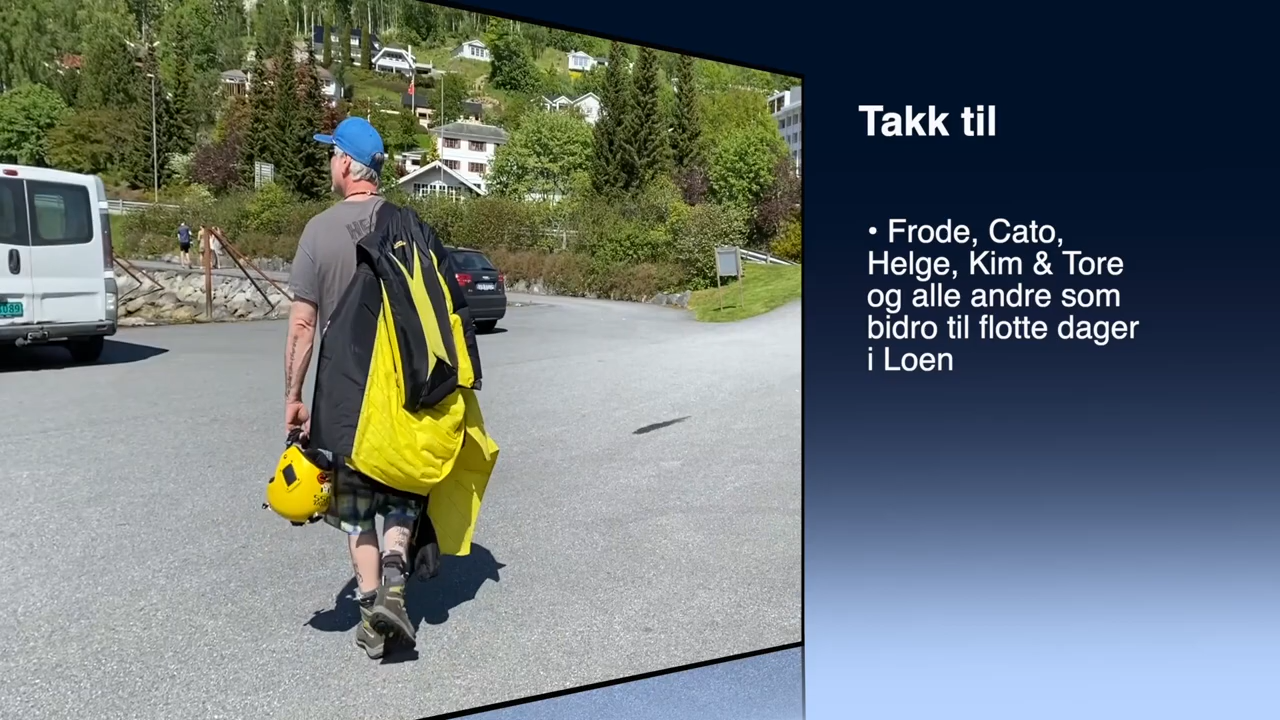 Takk til
• Frode, Cato,
Helge, Kim & Tore
og alle andre som
bidro til flotte dager
i Loen